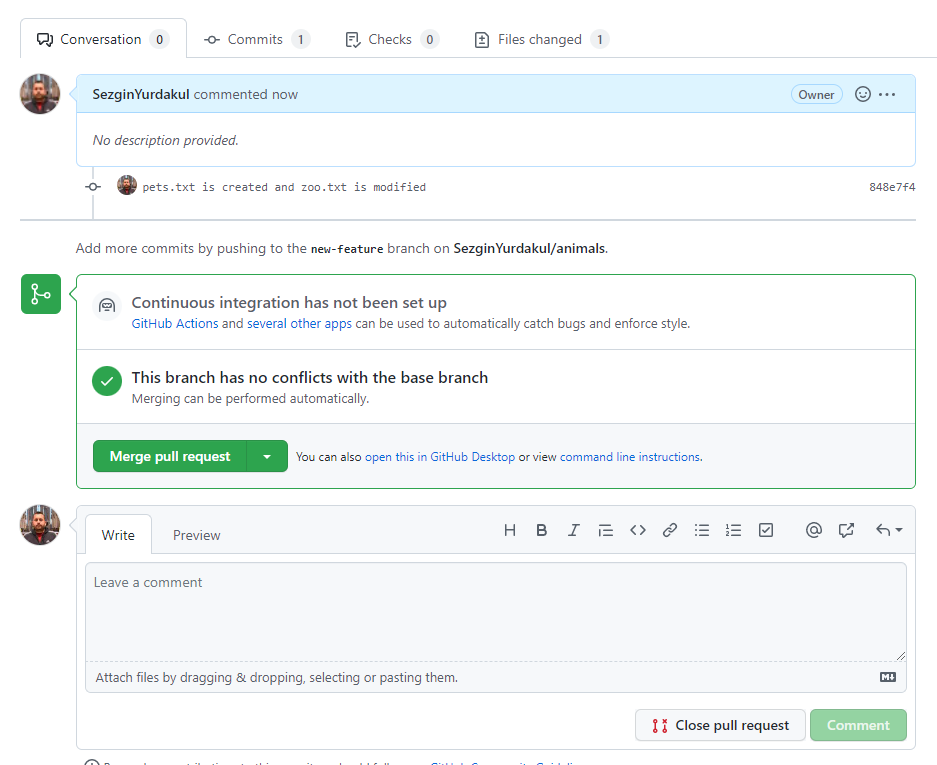 Conversation 0 Commits 1 Checks 0 Files changed 1
SezginYurdakul commented now Owner
No description provided.
pets.txt is created and zoo.txt is modified 848e7f4
Add more commits by pushing to the new-feature branch on SezginYurdakul/animals.
Continuous integration has not been set up
GitHub Actions and several other apps can be used to automatically catch bugs and enforce style.
This branch has no conflicts with the base branch
Merging can be performed automatically.
Merge pull request You can also open this in GitHub Desktop or view command line instructions.
Write Preview
Leave a comment
Attach files by dragging & dropping, selecting or pasting them.
Close pull request Comment